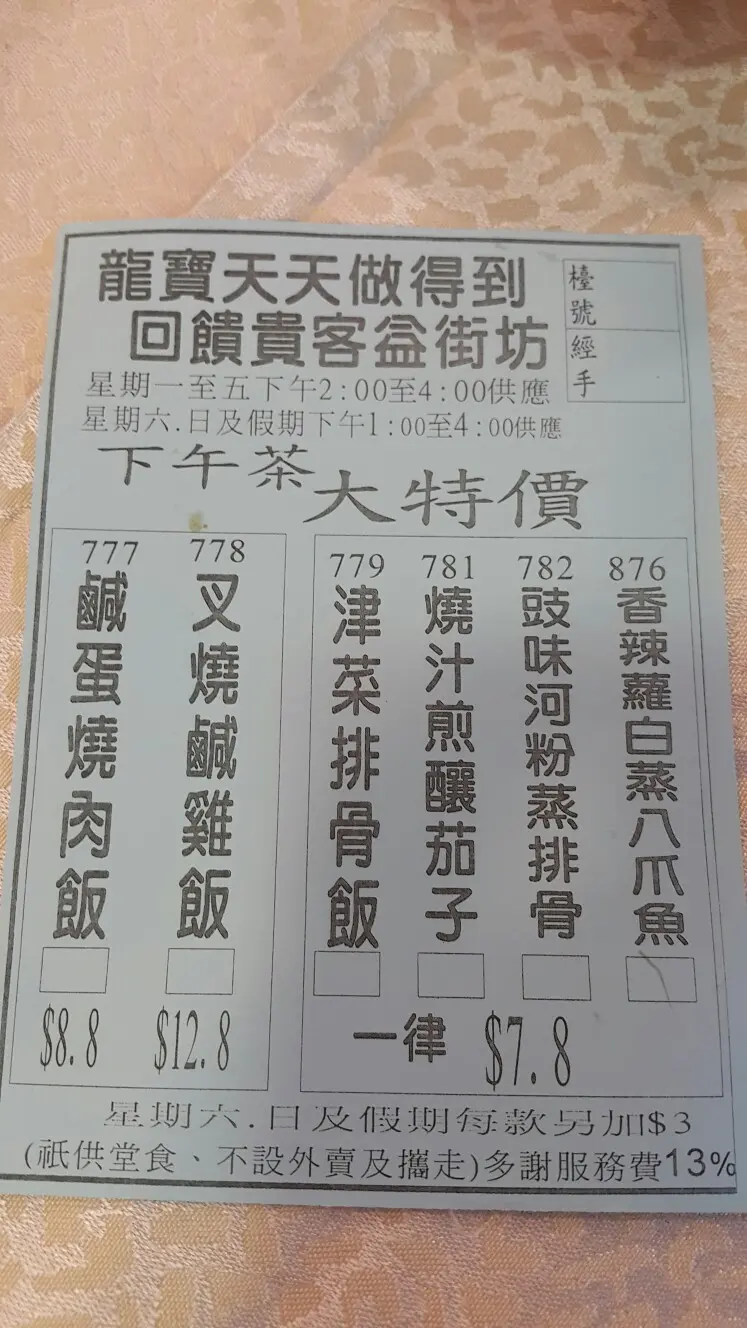 龍寶天天做得到
回饋貴客益街坊
檯號
經手
星期一至五下午2:00至4:00供應
星期六.日及假期下午1:00至4:00供應
下午茶大特價
777
鹹蛋燒肉飯
$8.8
778
叉燒鹹雞飯
$12.8
779
津菜排骨飯
781
燒汁煎釀茄子
782
豉味河粉蒸排骨
876
香辣蘿白蒸八爪魚
一律 $7.8
星期六.日及假期每款另加$3
(祇供堂食、不設外賣及攜走)多謝服務費13%